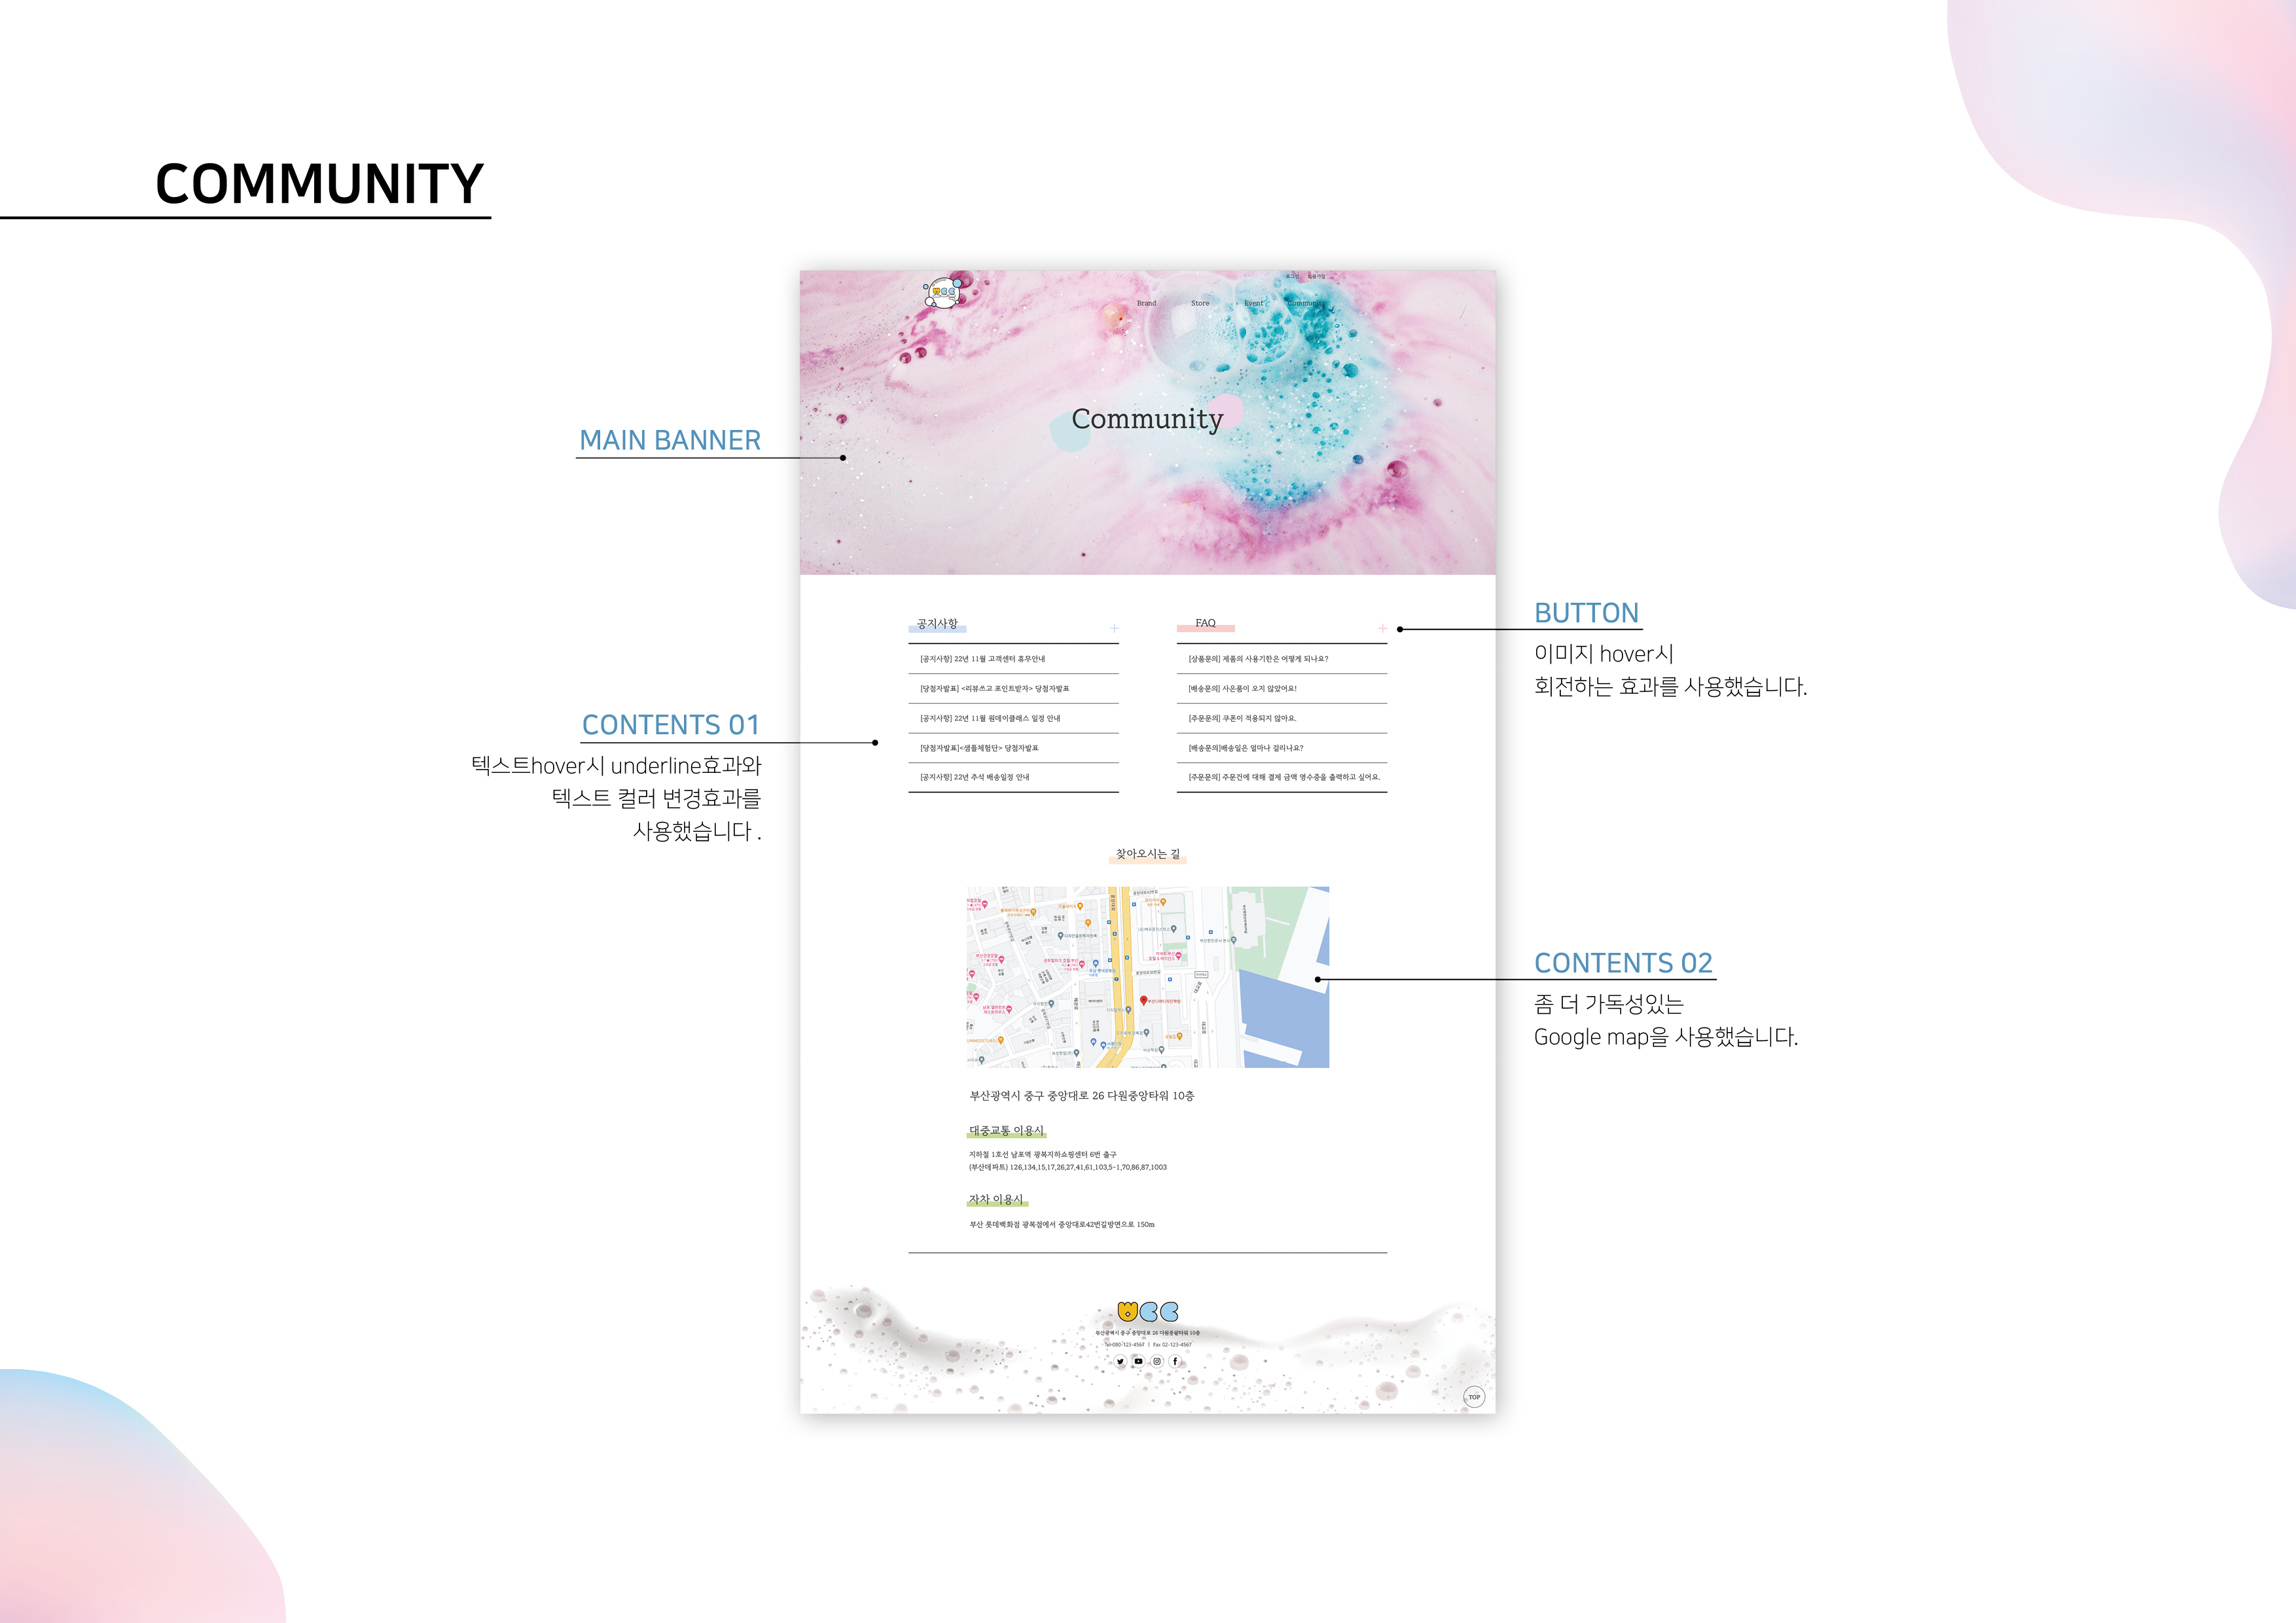 COMMUNITY
로그인 회원가입
WCC
Brand Store Event Community
Community
MAIN BANNER
공지사항
[공지사항] 22년 11월 고객센터 휴무안내
[당첨자발표] <리뷰쓰고 포인트받자> 당첨자발표
[공지사항] 22년 11월 원데이클래스 일정 안내
[당첨자발표]<샘플체험단> 당첨자발표
[공지사항] 22년 추석 배송일정 안내
FAQ
[상품문의] 제품의 사용기한은 어떻게 되나요?
[배송문의] 사은품이 오지 않았어요!
[주문문의] 쿠폰이 적용되지 않아요.
[배송문의]배송일은 얼마나 걸리나요?
[주문문의] 주문건에 대해 결제 금액 영수증을 출력하고 싶어요.
BUTTON
이미지 hover시
회전하는 효과를 사용했습니다.
CONTENTS 01
텍스트hover시 underline효과와
텍스트 컬러 변경효과를
사용했습니다 .
찾아오시는 길
CONTENTS 02
좀 더 가독성있는
Google map을 사용했습니다.
부산광역시 중구 중앙대로 26 다원중앙타워 10층
대중교통 이용시
지하철 1호선 남포역 광복지하쇼핑센터 6번 출구
(부산데파트) 126,134,15,17,26,27,41,61,103,5-1,70,86,87,1003
자차 이용시
부산 롯데백화점 광복점에서 중앙대로42번길방면으로 150m
WCC
부산광역시 중구 중앙대로 26 다원중앙타워 10층
Tel 080-123-4567 | Fax 02-123-4567
TOP